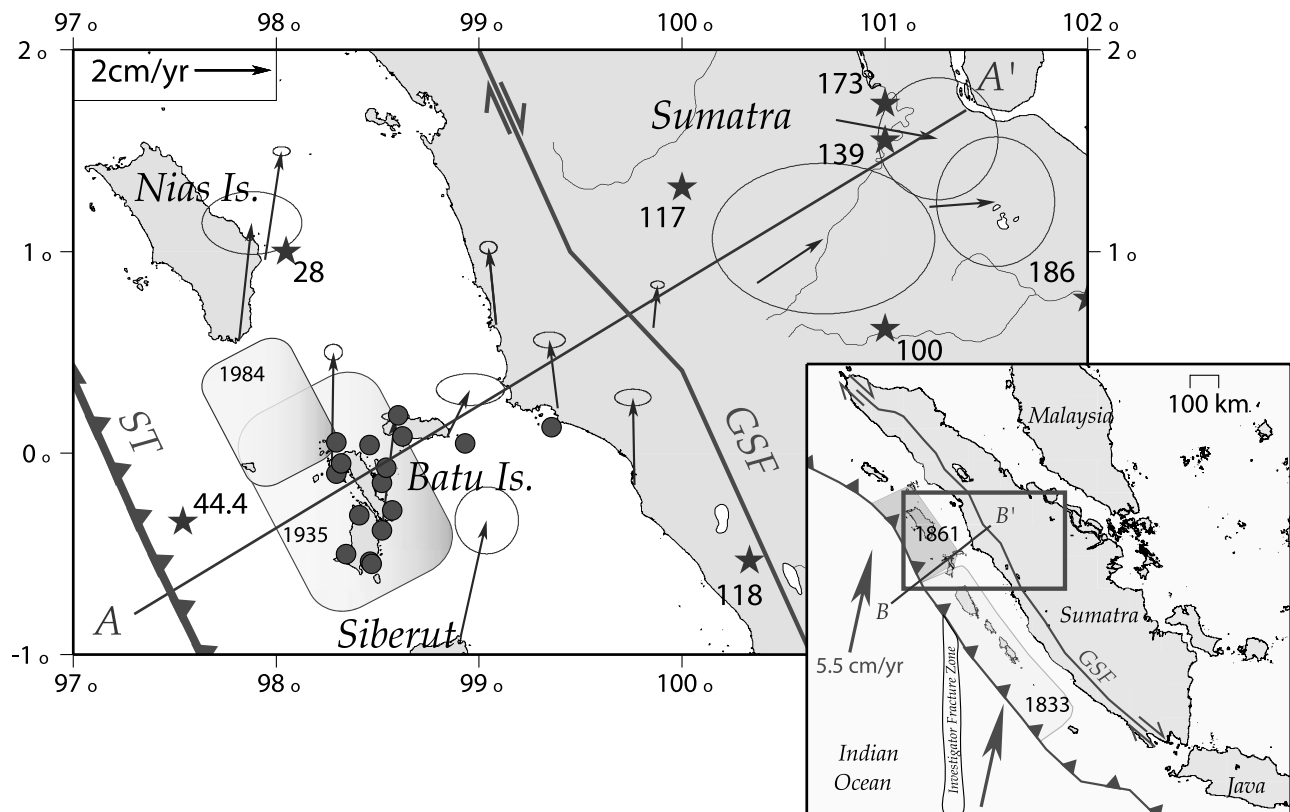 97 o
98 o
99 o
100 o
101 o
102 o
2 o
2 o
2cm/yr
A'
173
Sumatra
139
Nias Is.
117
1 o
1 o
28
186
100
1984
ST
GSF
0 o
Batu Is.
44.4
1935
118
A
Siberut
-1 o
97 o
98 o
99 o
100 o
100 km
Malaysia
1861
B'
B
Sumatra
5.5 cm/yr
GSF
Investigator Fracture Zone
1833
Indian
Ocean
Java